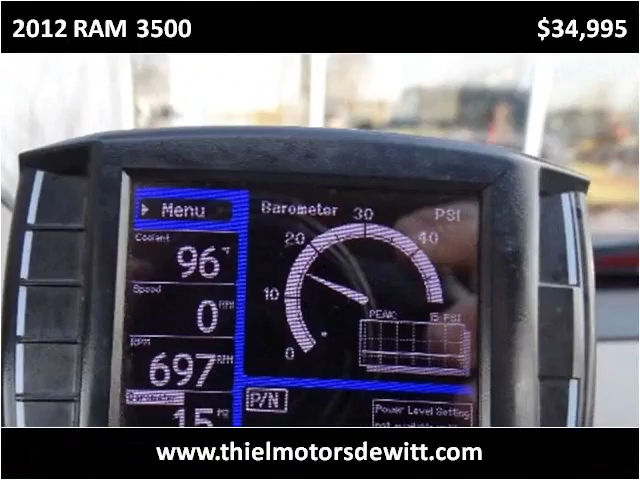 2012 RAM 3500 $34,995
Menu
Barometer 30 PSI
Coolant
20 40
96 °F
Speed
10
0
PEAK: 15 PSI
RPM
0
697 RPM
Barometer
15
P/N
Power Level Setting
www.thielmotorsdewitt.com